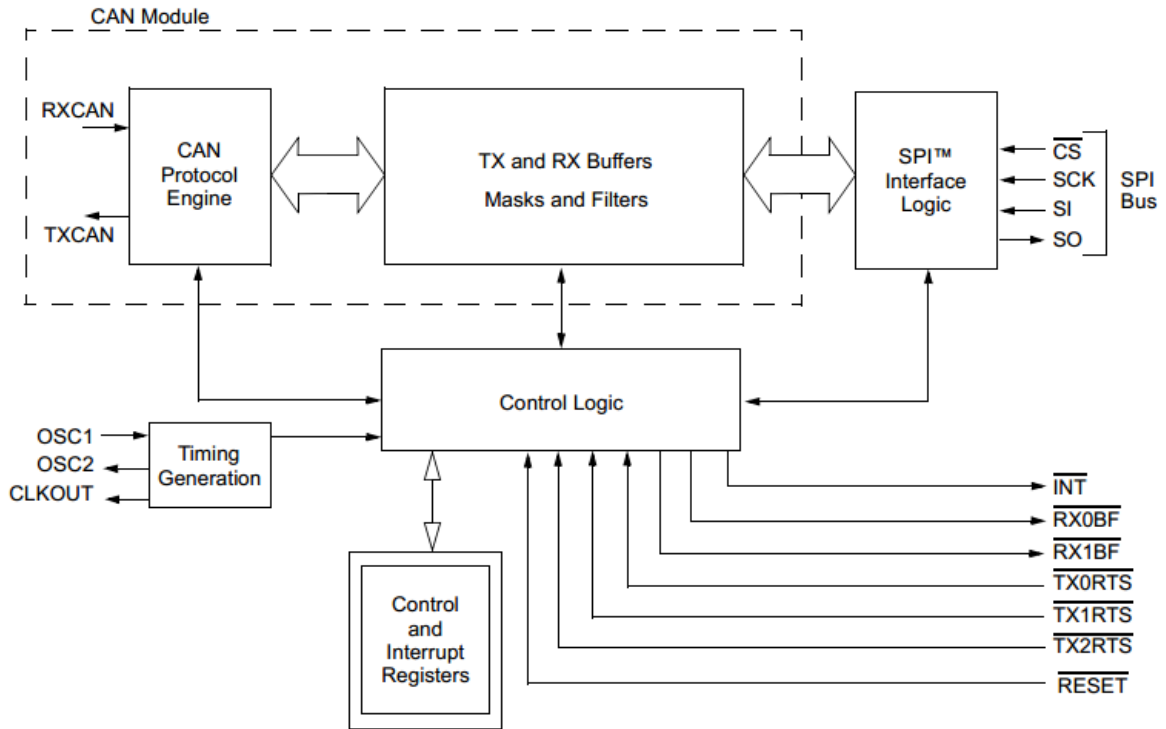 CAN Module
RXCAN
TXCAN
CAN
Protocol
Engine
TX and RX Buffers
Masks and Filters
SPI™
Interface
Logic
CS
SCK
SI
SO
SPI
Bus
Control Logic
OSC1
OSC2
CLKOUT
Timing
Generation
Control
and
Interrupt
Registers
INT
RX0BF
RX1BF
TX0RTS
TX1RTS
TX2RTS
RESET